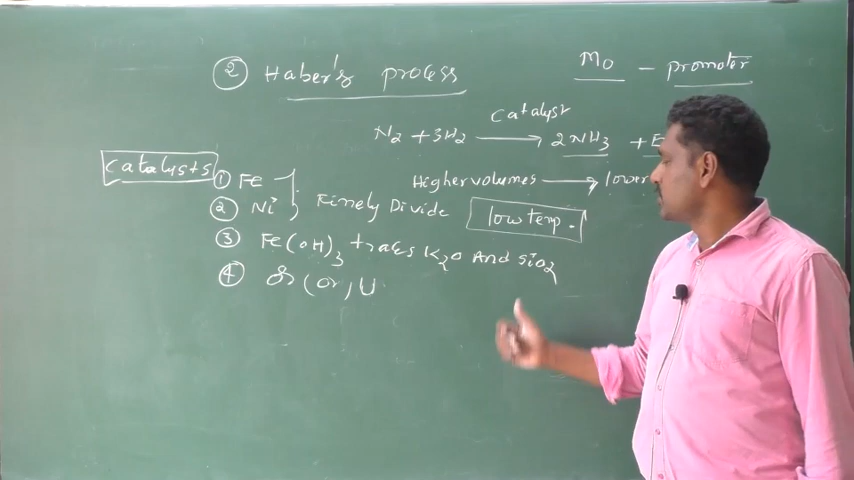 ② Haber's process
Mo - promoter
catalyst
N₂ + 3H₂ ⟶ 2NH₃ + E
Catalysts
Higher volumes ⟶ lower
① Fe
② Ni } Finely Divide
low temp.
③ Fe(OH)₃ traces K₂O And SiO₂
④ (or) U